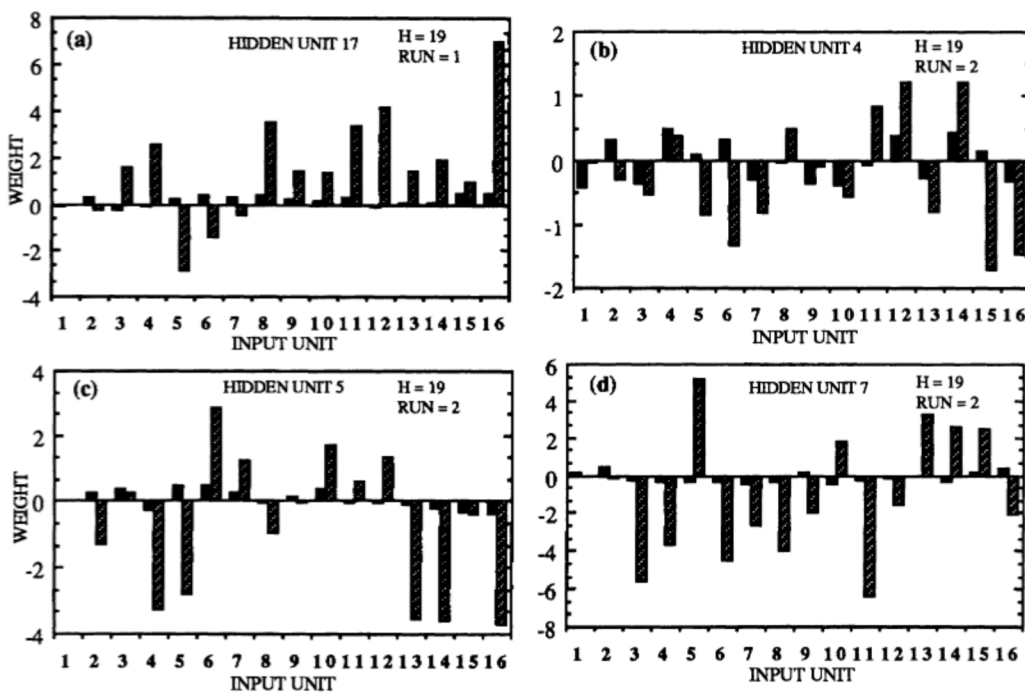 (a)
HIDDEN UNIT 17
H = 19
RUN = 1
WEIGHT
8
6
4
2
0
-2
-4
1 2 3 4 5 6 7 8 9 10 11 12 13 14 15 16
INPUT UNIT
(b)
HIDDEN UNIT 4
H = 19
RUN = 2
2
1
0
-1
-2
1 2 3 4 5 6 7 8 9 10 11 12 13 14 15 16
INPUT UNIT
(c)
HIDDEN UNIT 5
H = 19
RUN = 2
WEIGHT
4
2
0
-2
-4
1 2 3 4 5 6 7 8 9 10 11 12 13 14 15 16
INPUT UNIT
(d)
HIDDEN UNIT 7
H = 19
RUN = 2
6
4
2
0
-2
-4
-6
-8
1 2 3 4 5 6 7 8 9 10 11 12 13 14 15 16
INPUT UNIT